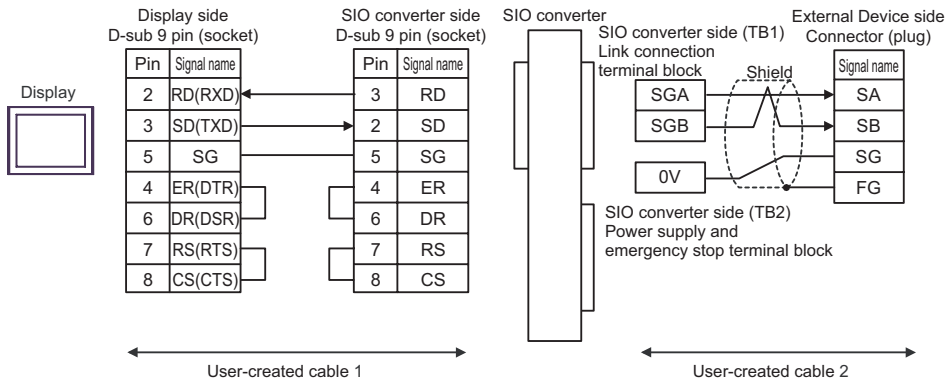 Display
Display side
D-sub 9 pin (socket)
Pin Signal name
2 RD(RXD)
3 SD(TXD)
5 SG
4 ER(DTR)
6 DR(DSR)
7 RS(RTS)
8 CS(CTS)
SIO converter side
D-sub 9 pin (socket)
Pin Signal name
3 RD
2 SD
5 SG
4 ER
6 DR
7 RS
8 CS
SIO converter
SIO converter side (TB1)
Link connection
terminal block
Shield
SGA
SGB
0V
SIO converter side (TB2)
Power supply and
emergency stop terminal block
External Device side
Connector (plug)
Signal name
SA
SB
SG
FG
User-created cable 1
User-created cable 2